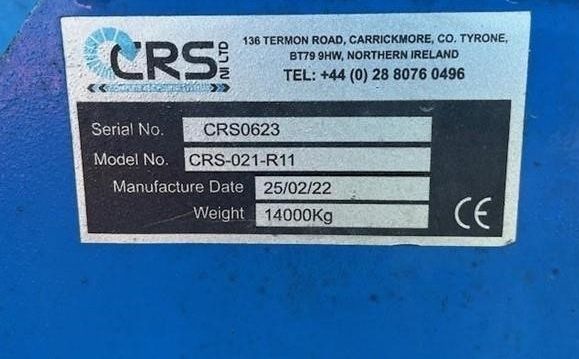 CRS
NI LTD
136 TERMON ROAD, CARRICKMORE, CO. TYRONE,
BT79 9HW, NORTHERN IRELAND
TEL: +44 (0) 28 8076 0496
Serial No. CRS0623
Model No. CRS-021-R11
Manufacture Date 25/02/22
Weight 14000Kg
CE